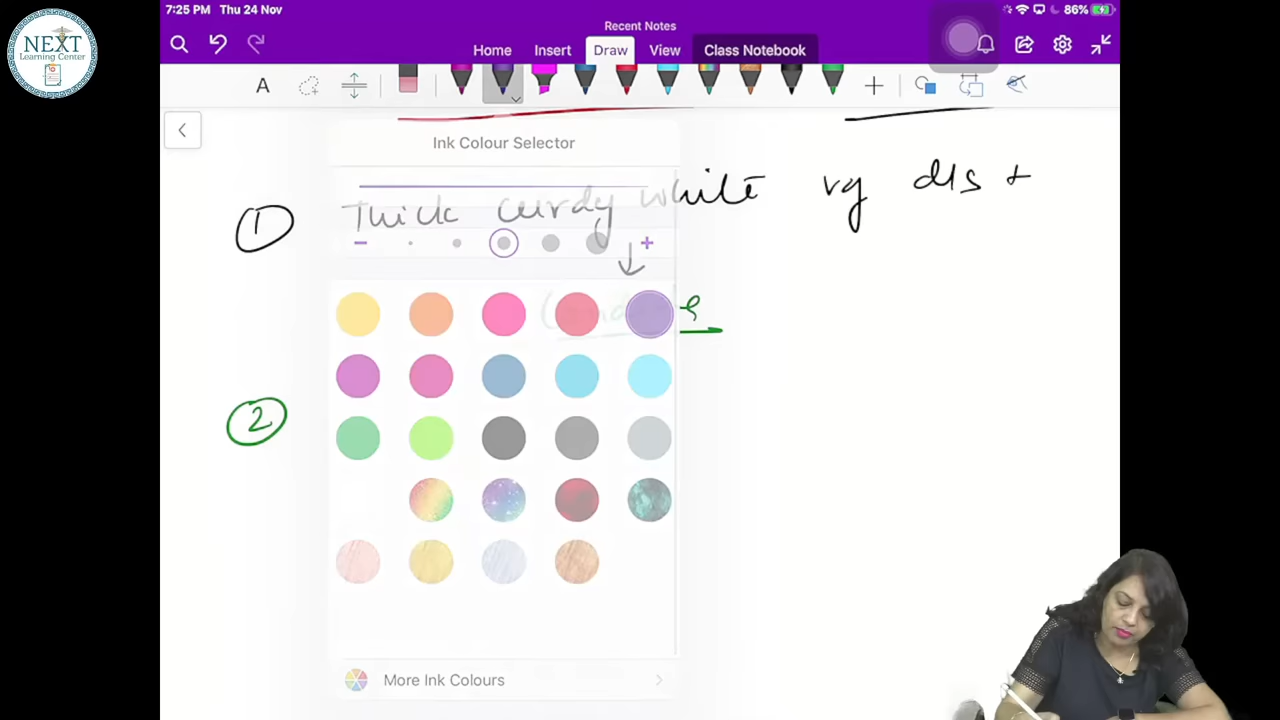 7:25 PM Thu 24 Nov
86%
Recent Notes
Home Insert Draw View Class Notebook
NEXT
Learning Center
A
Ink Colour Selector
① Thick curdy white vg dis +
②
More Ink Colours